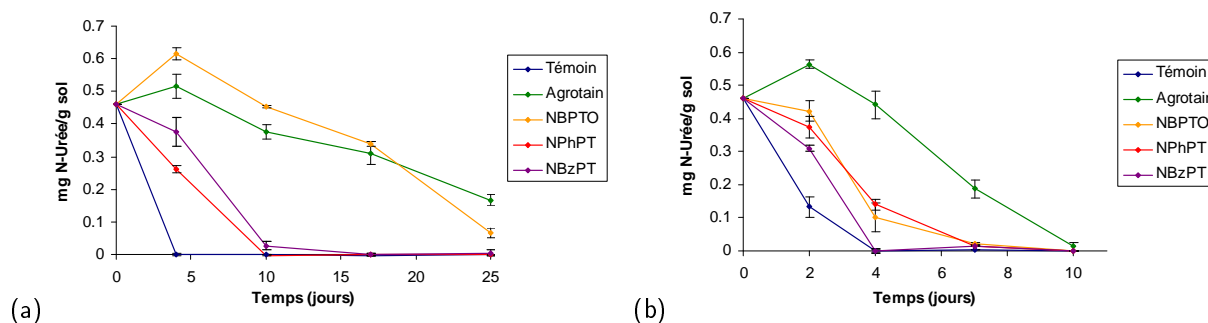 0.7
0.6
0.5
0.4
0.3
0.2
0.1
0
mg N-Urée/g sol
0 5 10 15 20 25
Temps (jours)
Témoin
Agrotain
NBPTO
NPhPT
NBzPT
(a)
0.7
0.6
0.5
0.4
0.3
0.2
0.1
0
mg N-Urée/g sol
0 2 4 6 8 10
Temps (jours)
Témoin
Agrotain
NBPTO
NPhPT
NBzPT
(b)